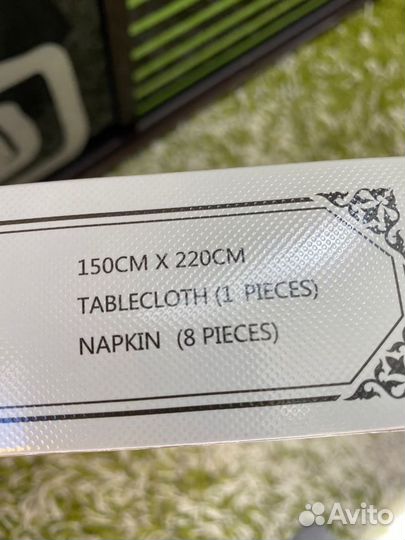 150CM X 220CM
TABLECLOTH (1 PIECES)
NAPKIN (8 PIECES)
Avito